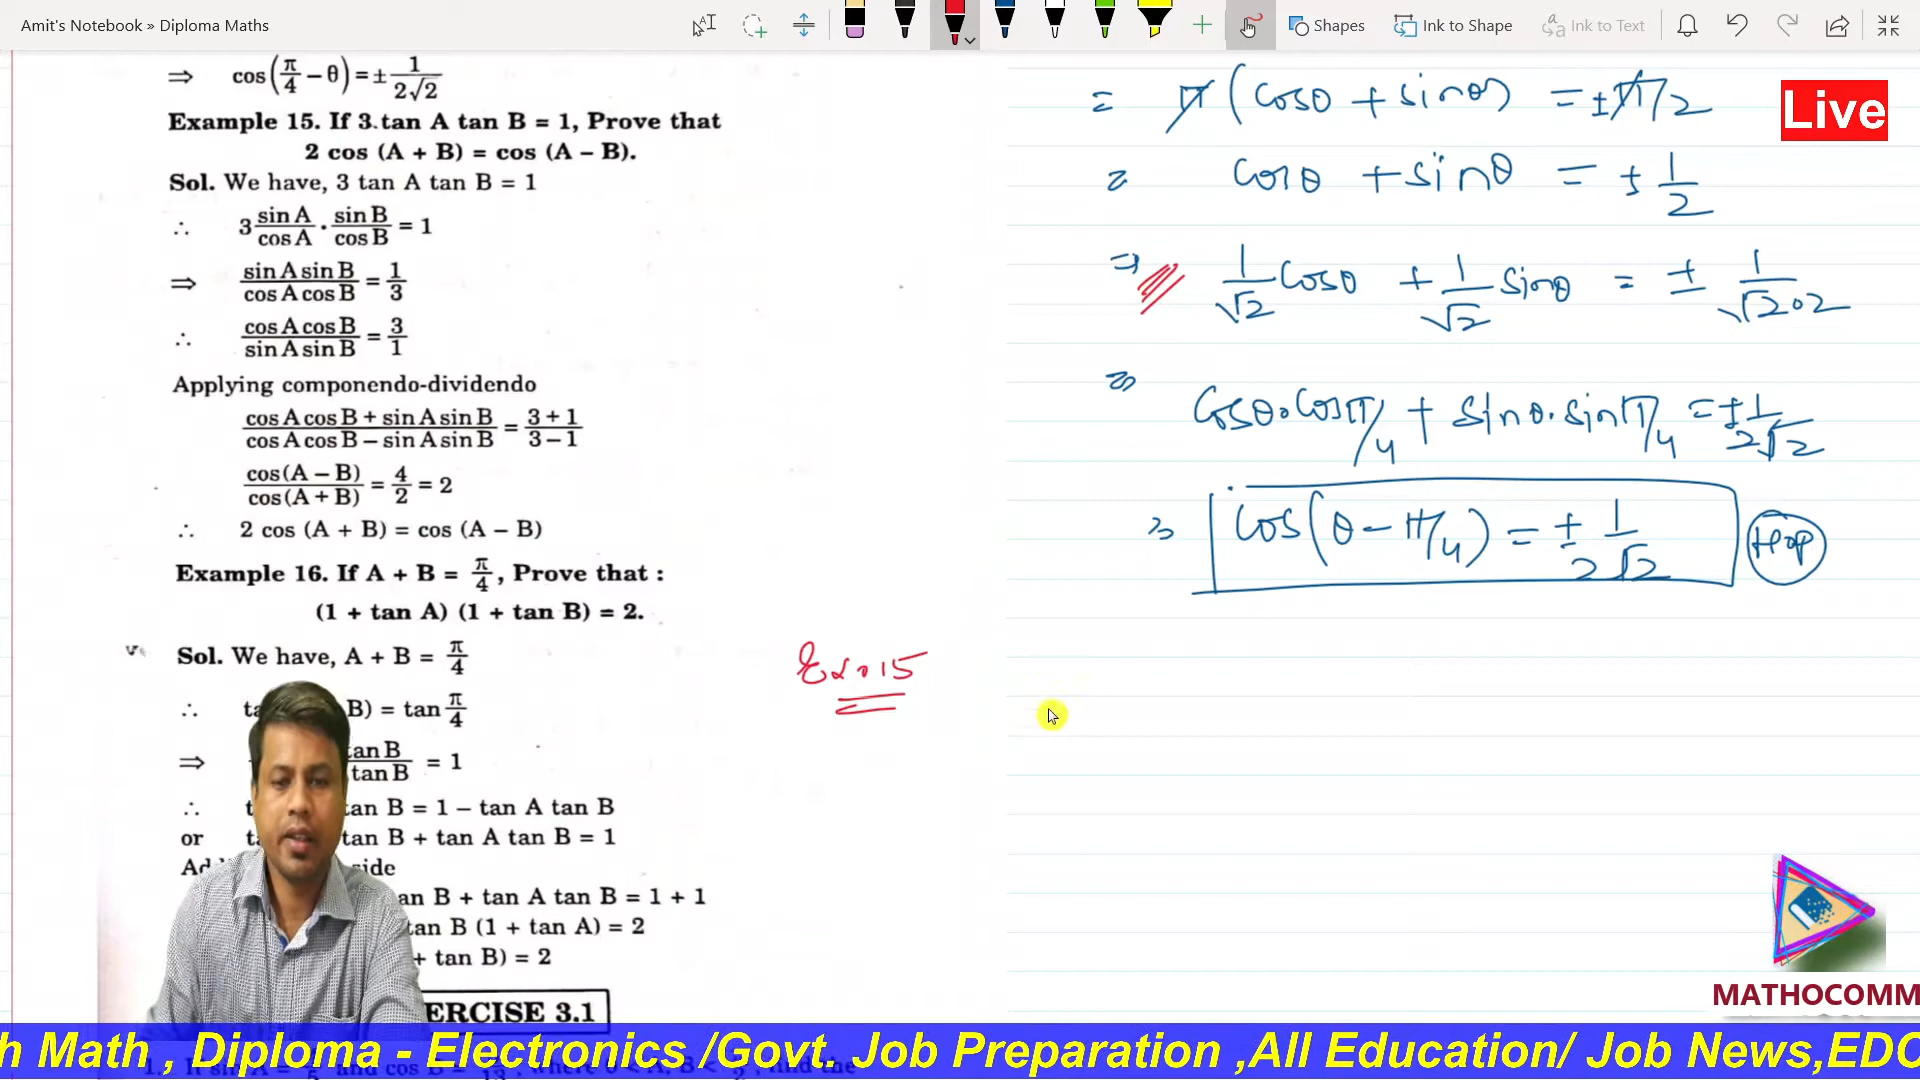 Amit's Notebook » Diploma Maths
Shapes
Ink to Shape
Ink to Text
⇒ cos(π/4 − θ) = ± 1/2√2
Example 15. If 3 tan A tan B = 1, Prove that
2 cos (A + B) = cos (A − B).
Sol. We have, 3 tan A tan B = 1
∴ 3 sin A/cos A · sin B/cos B = 1
⇒ sin A sin B/cos A cos B = 1/3
∴ cos A cos B/sin A sin B = 3/1
Applying componendo-dividendo
cos A cos B + sin A sin B/cos A cos B − sin A sin B = 3 + 1/3 − 1
cos (A − B)/cos (A + B) = 4/2 = 2
∴ 2 cos (A + B) = cos (A − B)
Example 16. If A + B = π/4, Prove that :
(1 + tan A) (1 + tan B) = 2.
Sol. We have, A + B = π/4
∴ B) = tan π/4
⇒ tan B/tan B = 1
∴ tan B = 1 − tan A tan B
or tan B + tan A tan B = 1
side
an B + tan A tan B = 1 + 1
tan B (1 + tan A) = 2
+ tan B) = 2
ERCISE 3.1
Ex. 15
= π (cosθ + sinθ) = ± π/2
= cosθ + sinθ = ± 1/2
⇒ 1/√2 cosθ + 1/√2 sinθ = ± 1/√2·2
⇒ cosθ·cosπ/4 + sinθ·sinπ/4 = ± 1/2√2
⇒ cos(θ − π/4) = ± 1/2√2
Live
MATHOCOMM
h Math , Diploma - Electronics /Govt. Job Preparation ,All Education/ Job News,EDC